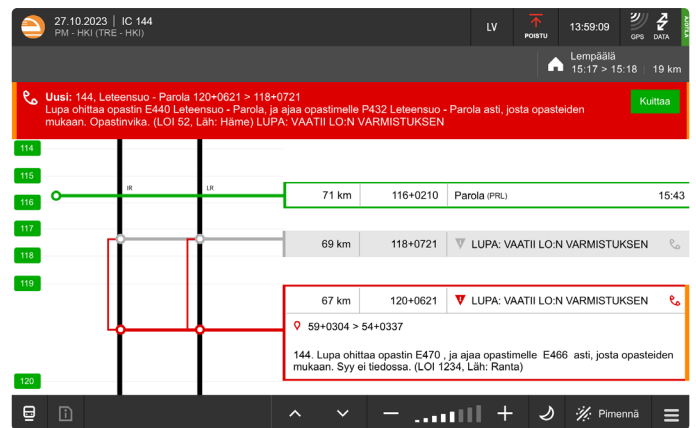 27.10.2023 | IC 144
PM - HKI (TRE - HKI)
LV
POISTU
13:59:09
GPS
DATA
Lempäälä
15:17 > 15:18 | 19 km
Uusi: 144, Leteensuo - Parola 120+0621 > 118+0721
Lupa ohittaa opastin E440 Leteensuo - Parola, ja ajaa opastimelle P432 Leteensuo - Parola asti, josta opasteiden
mukaan. Opastinvika. (LOI 52, Läh: Häme) LUPA: VAATII LO:N VARMISTUKSEN
Kuittaa
114
115
IR
LR
116
71 km
116+0210
Parola (PRL)
15:43
117
118
69 km
118+0721
LUPA: VAATII LO:N VARMISTUKSEN
119
67 km
120+0621
LUPA: VAATII LO:N VARMISTUKSEN
59+0304 > 54+0337
144. Lupa ohittaa opastin E470 , ja ajaa opastimelle E466 asti, josta opasteiden
mukaan. Syy ei tiedossa. (LOI 1234, Läh: Ranta)
120
Pimennä